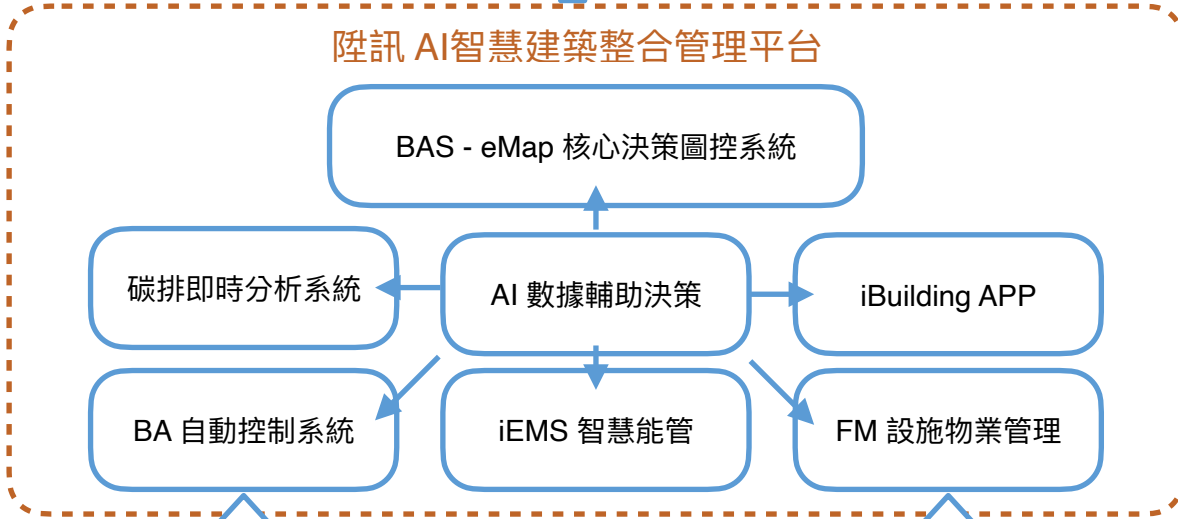 陞訊 AI智慧建築整合管理平台
BAS - eMap 核心決策圖控系統
碳排即時分析系統
AI 數據輔助決策
iBuilding APP
BA 自動控制系統
iEMS 智慧能管
FM 設施物業管理